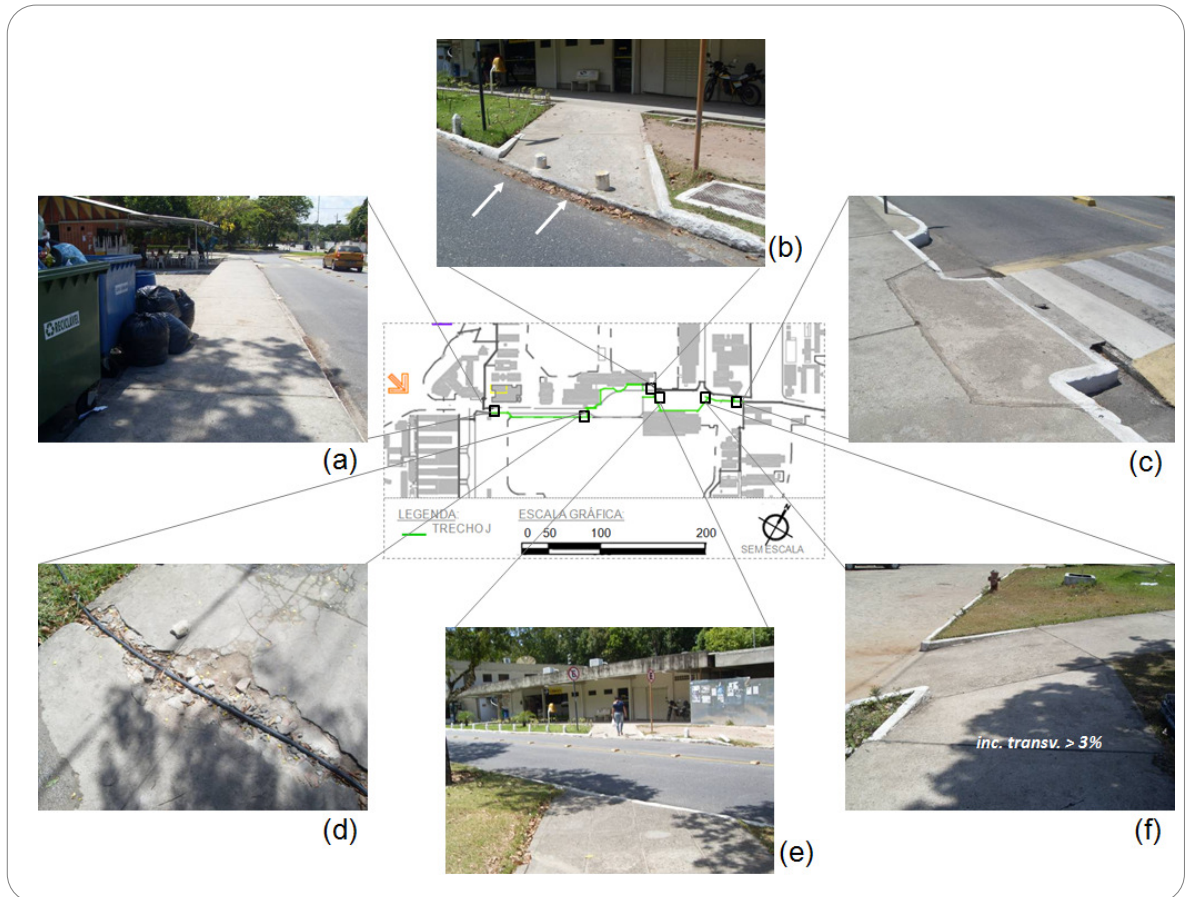 (b)
RECICLÁVEL
(a)
(c)
LEGENDA:
TRECHO J
ESCALA GRÁFICA:
0 50 100 200
SEM ESCALA
inc. transv. > 3%
(d)
(e)
(f)